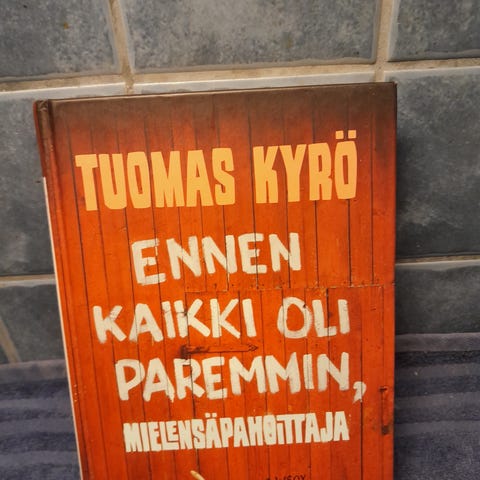 TUOMAS KYRÖ
ENNEN
KAIKKI OLI
PAREMMIN,
MIELENSÄPAHOITTAJA